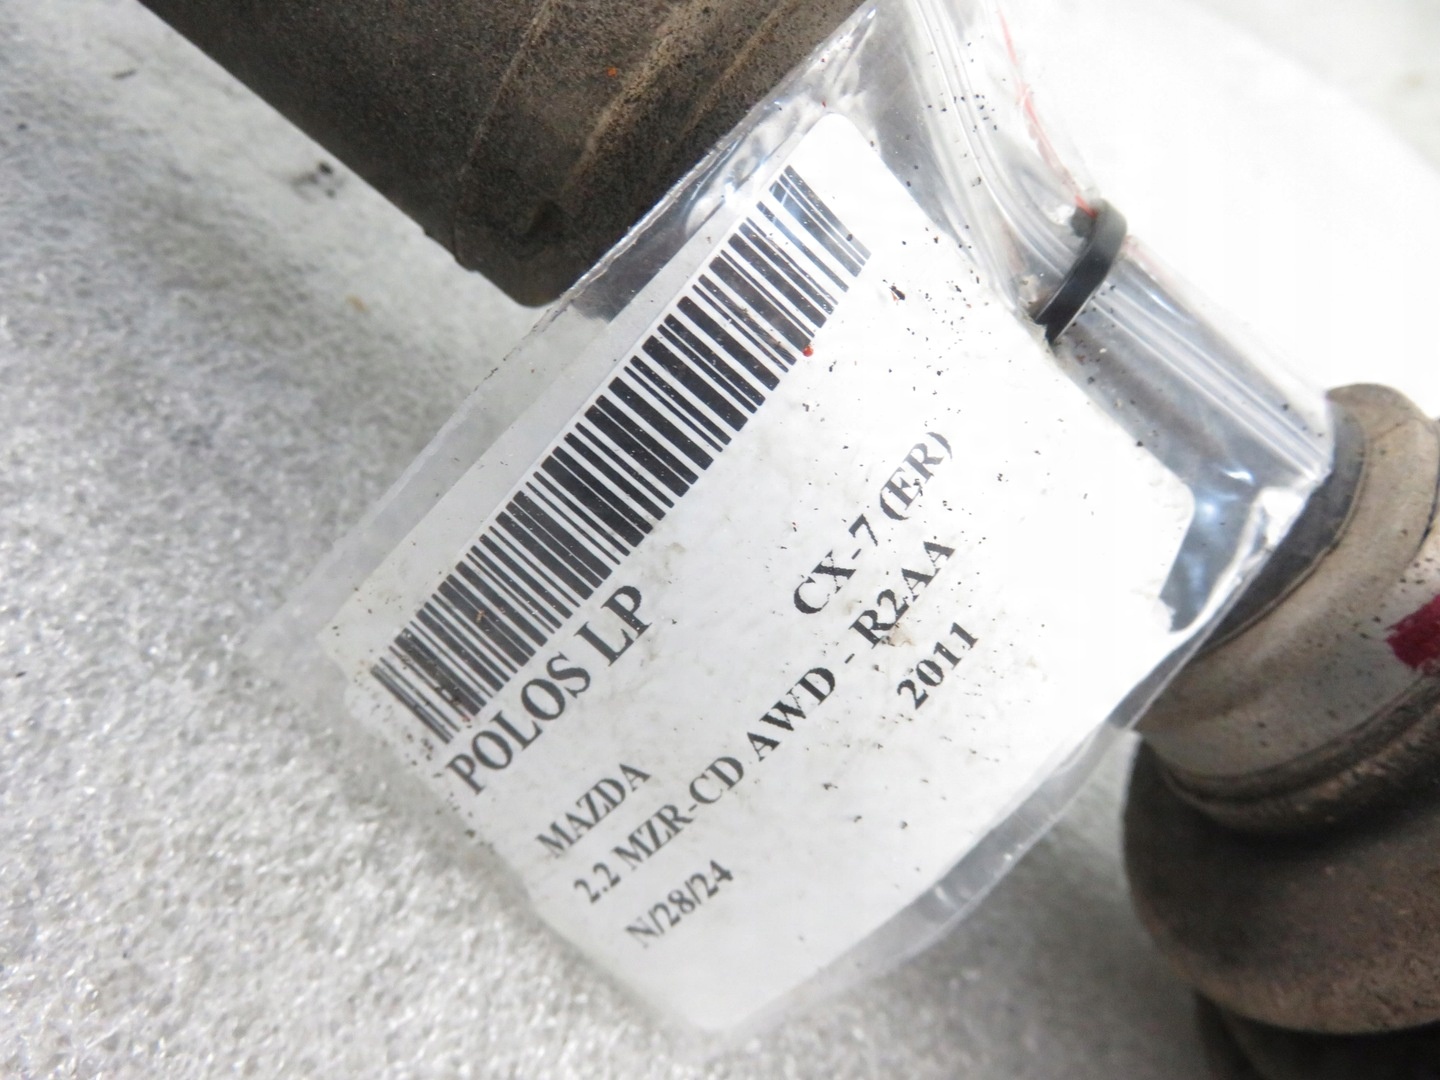 POLOS LP
MAZDA CX-7 (ER)
2.2 MZR-CD AWD - R2AA
N/28/24 2011